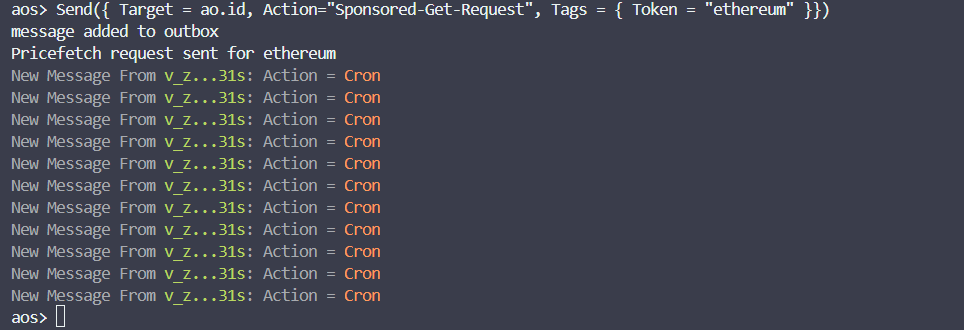 aos> Send({ Target = ao.id, Action="Sponsored-Get-Request", Tags = { Token = "ethereum" }})
message added to outbox
Pricefetch request sent for ethereum
New Message From v_z...31s: Action = Cron
New Message From v_z...31s: Action = Cron
New Message From v_z...31s: Action = Cron
New Message From v_z...31s: Action = Cron
New Message From v_z...31s: Action = Cron
New Message From v_z...31s: Action = Cron
New Message From v_z...31s: Action = Cron
New Message From v_z...31s: Action = Cron
New Message From v_z...31s: Action = Cron
New Message From v_z...31s: Action = Cron
New Message From v_z...31s: Action = Cron
aos>